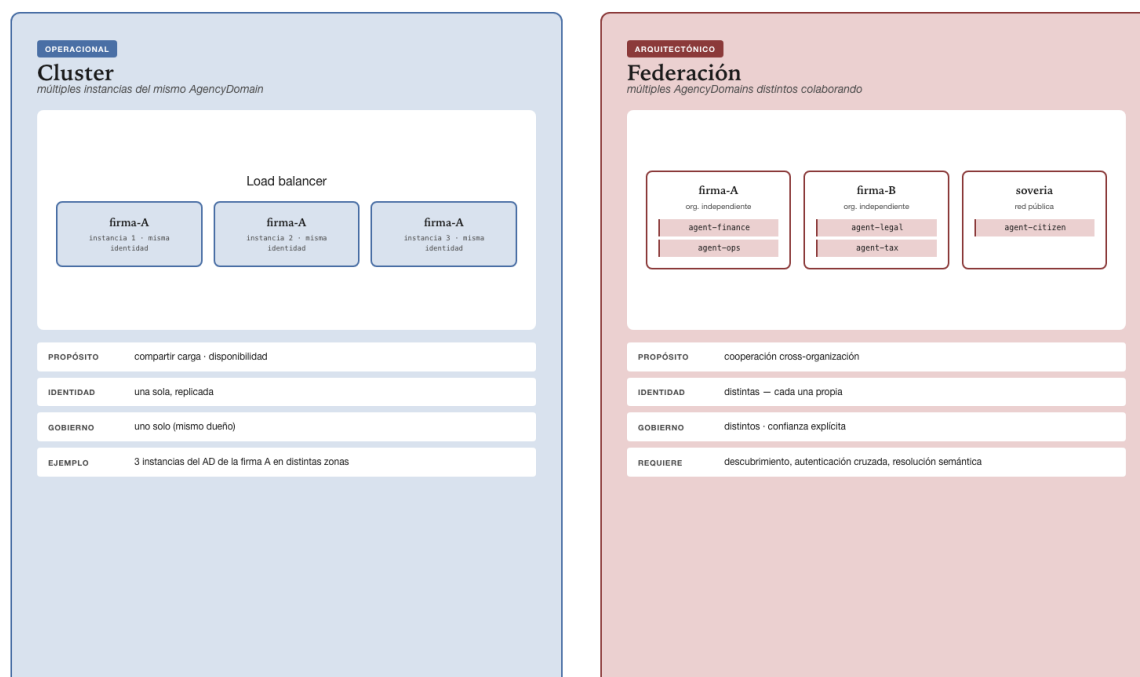 OPERACIONAL
Cluster
múltiples instancias del mismo AgencyDomain
Load balancer
firma-A
instancia 1 · misma
identidad
firma-A
instancia 2 · misma
identidad
firma-A
instancia 3 · misma
identidad
PROPÓSITO compartir carga · disponibilidad
IDENTIDAD una sola, replicada
GOBIERNO uno solo (mismo dueño)
EJEMPLO 3 instancias del AD de la firma A en distintas zonas
ARQUITECTÓNICO
Federación
múltiples AgencyDomains distintos colaborando
firma-A
org. independiente
agent-finance
agent-ops
firma-B
org. independiente
agent-legal
agent-tax
soveria
red pública
agent-citizen
PROPÓSITO cooperación cross-organización
IDENTIDAD distintas — cada una propia
GOBIERNO distintos · confianza explícita
REQUIERE descubrimiento, autenticación cruzada, resolución semántica